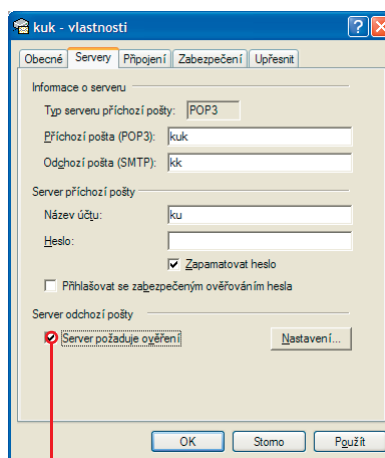 kuk - vlastnosti
Obecné Servery Připojení Zabezpečení Upřesnit
Informace o serveru
Typ serveru příchozí pošty: POP3
Příchozí pošta (POP3): kuk
Odchozí pošta (SMTP): kk
Server příchozí pošty
Název účtu: ku
Heslo:
Zapamatovat heslo
Přihlašovat se zabezpečeným ověřováním hesla
Server odchozí pošty
Server požaduje ověření Nastavení...
OK Storno Použít